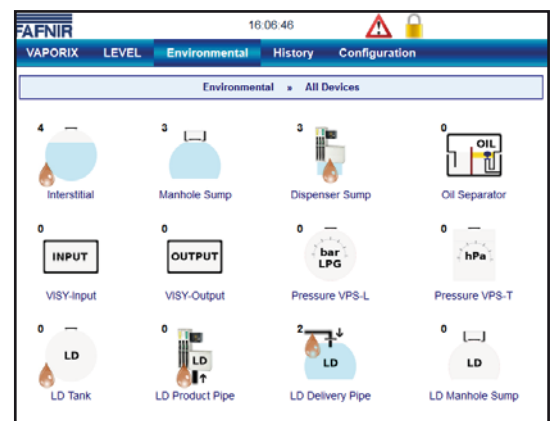 FAFNIR 16:06:46
VAPORIX LEVEL Environmental History Configuration
Environmental » All Devices
4 3 3 0
OIL
Interstitial Manhole Sump Dispenser Sump Oil Separator
0 0 0 0
INPUT OUTPUT bar LPG hPa
VISY-Input VISY-Output Pressure VPS-L Pressure VPS-T
0 0 2 0
LD LD LD LD
LD Tank LD Product Pipe LD Delivery Pipe LD Manhole Sump